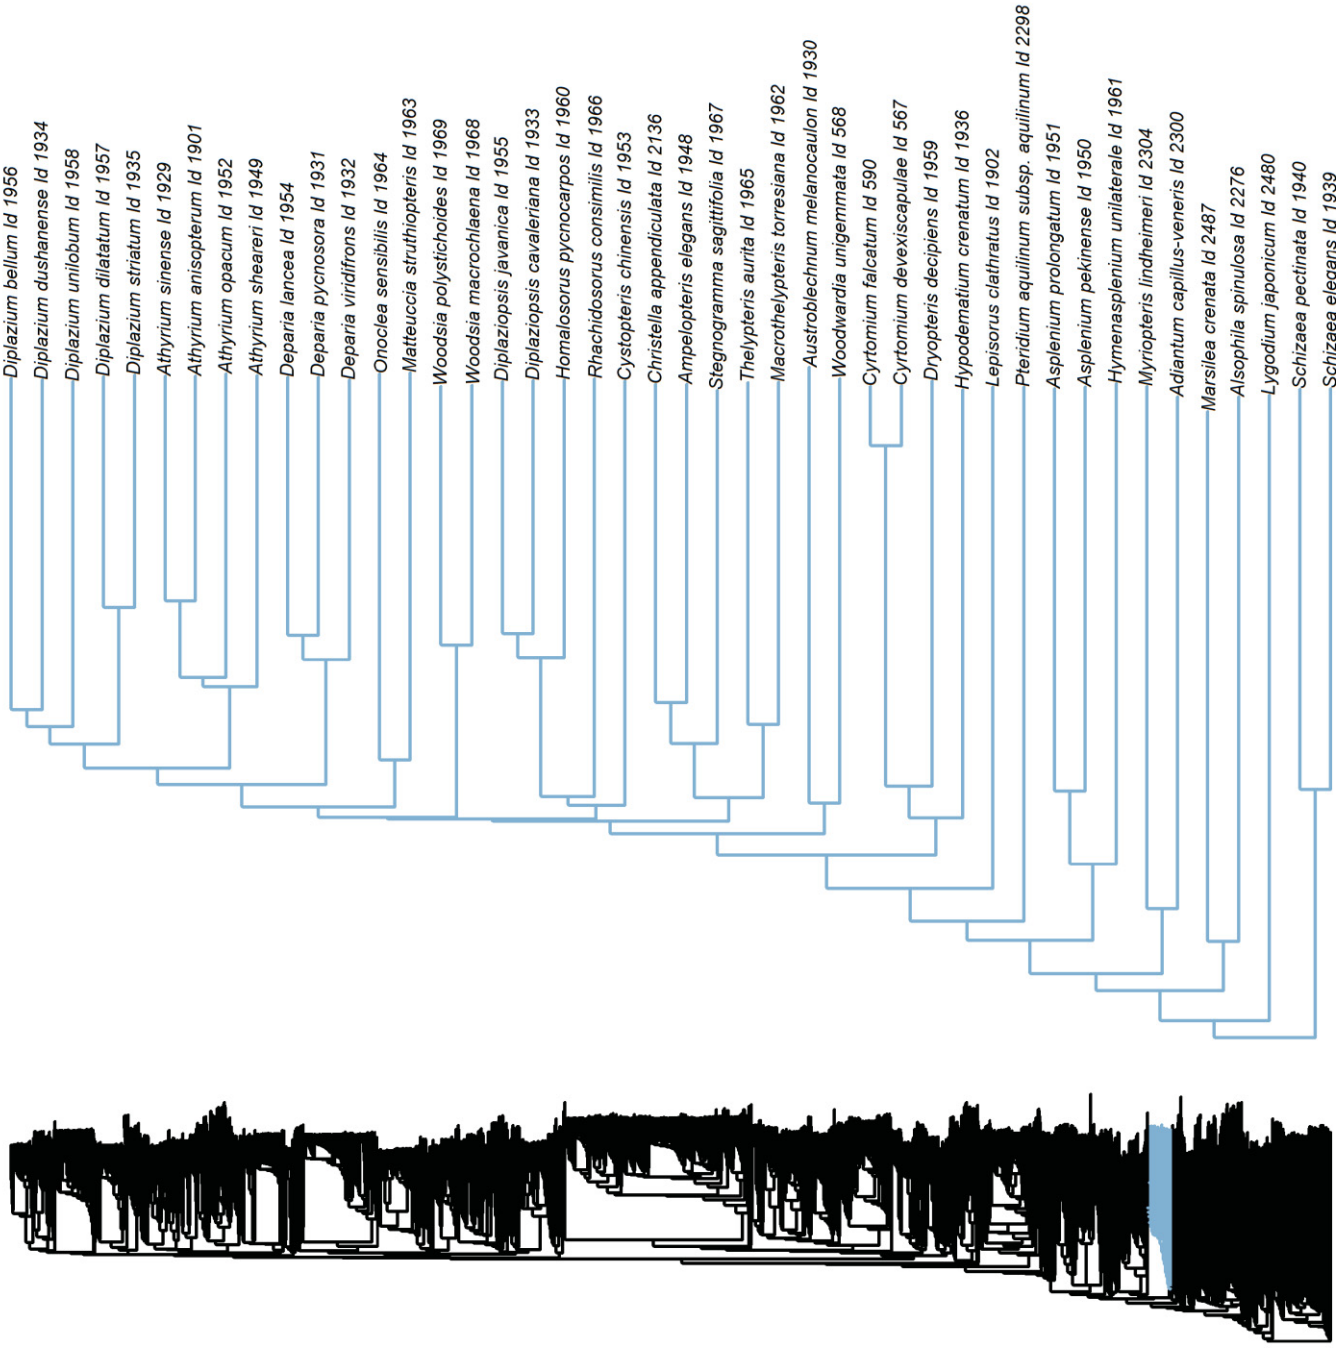 Diplazium bellum Id 1956
Diplazium dushanense Id 1934
Diplazium unilobum Id 1958
Diplazium dilatatum Id 1957
Diplazium striatum Id 1935
Athyrium sinense Id 1929
Athyrium anisopterum Id 1901
Athyrium opacum Id 1952
Athyrium sheareri Id 1949
Deparia lancea Id 1954
Deparia pycnosora Id 1931
Deparia viridifrons Id 1932
Onoclea sensibilis Id 1964
Matteuccia struthiopteris Id 1963
Woodsia polystichoides Id 1969
Woodsia macrochlaena Id 1968
Diplaziopsis javanica Id 1955
Diplaziopsis cavaleriana Id 1933
Homalosorus pycnocarpos Id 1960
Rhachidosorus consimilis Id 1966
Cystopteris chinensis Id 1953
Christella appendiculata Id 2136
Ampelopteris elegans Id 1948
Stegnogramma sagittifolia Id 1967
Thelypteris aurita Id 1965
Macrothelypteris torresiana Id 1962
Austroblechnum melanocaulon Id 1930
Woodwardia unigemmata Id 568
Cyrtomium falcatum Id 590
Cyrtomium devexiscapulae Id 567
Dryopteris decipiens Id 1959
Hypodematium crenatum Id 1936
Lepisorus clathratus Id 1902
Pteridium aquilinum subsp. aquilinum Id 2298
Asplenium prolongatum Id 1951
Asplenium pekinense Id 1950
Hymenasplenium unilaterale Id 1961
Myriopteris lindheimeri Id 2304
Adiantum capillus-veneris Id 2300
Marsilea crenata Id 2487
Alsophila spinulosa Id 2276
Lygodium japonicum Id 2480
Schizaea pectinata Id 1940
Schizaea elegans Id 1939